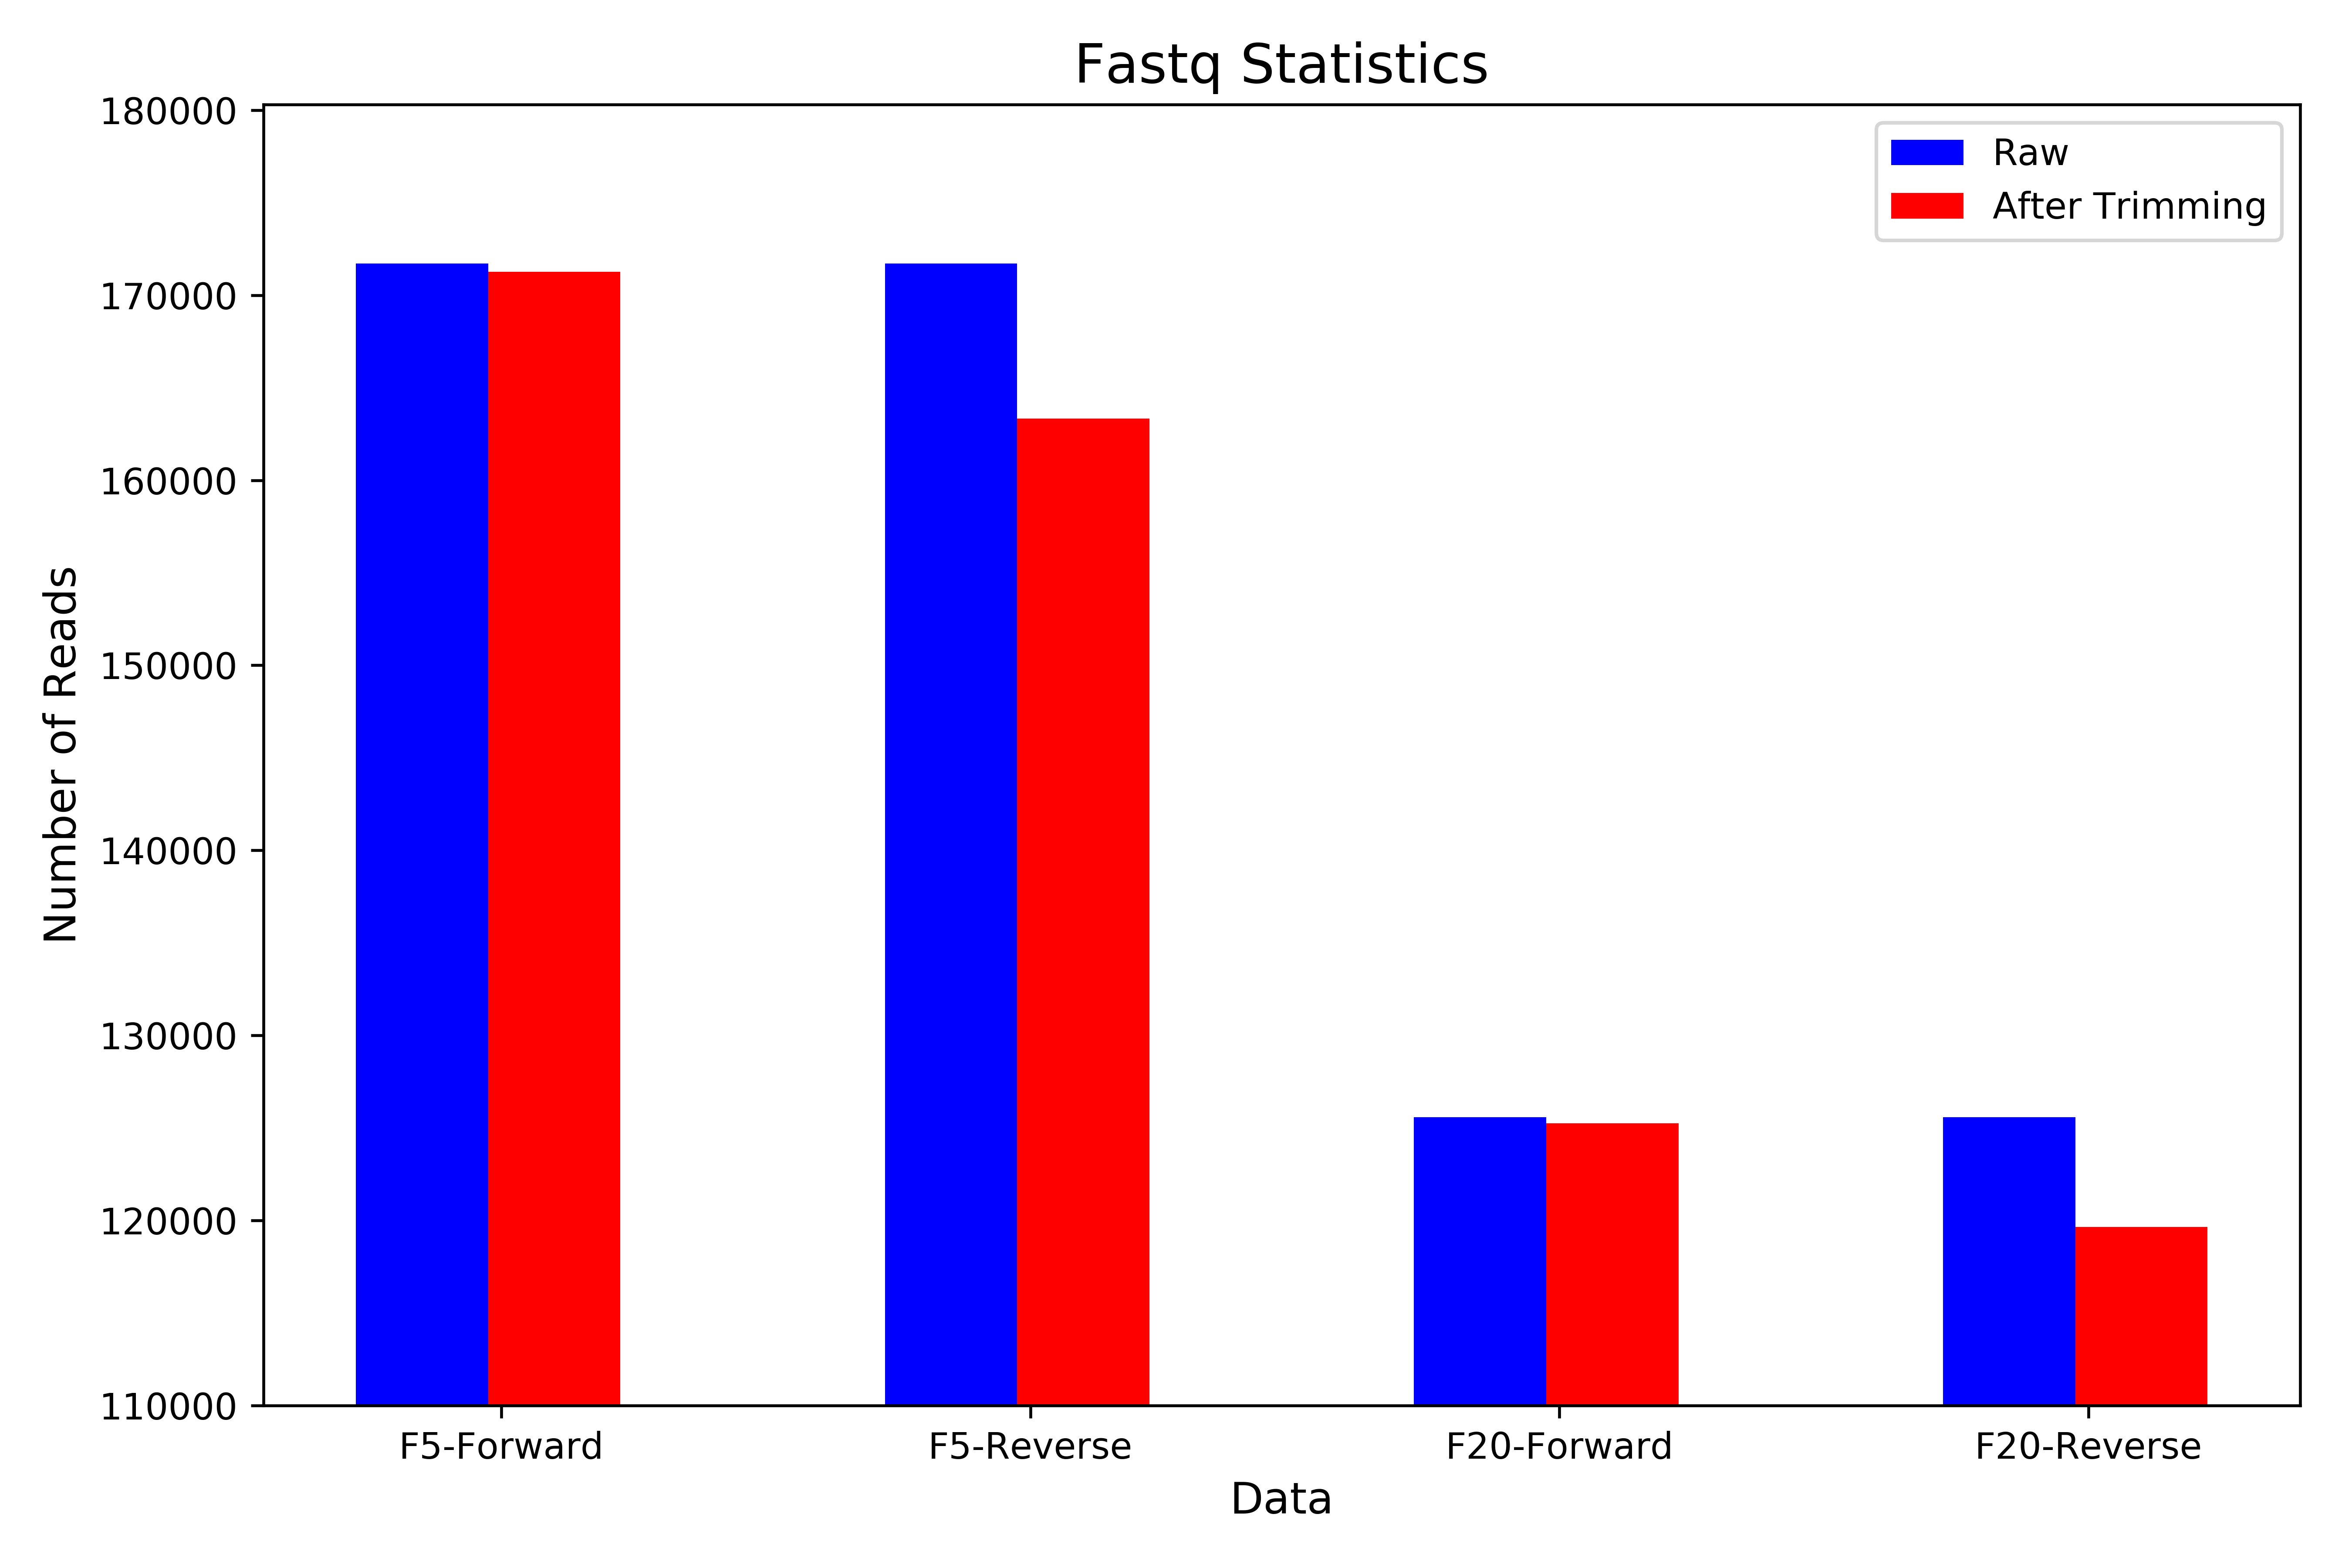 Fastq Statistics
180000
170000
160000
150000
140000
130000
120000
110000
Number of Reads
Raw
After Trimming
F5-Forward
F5-Reverse
F20-Forward
F20-Reverse
Data